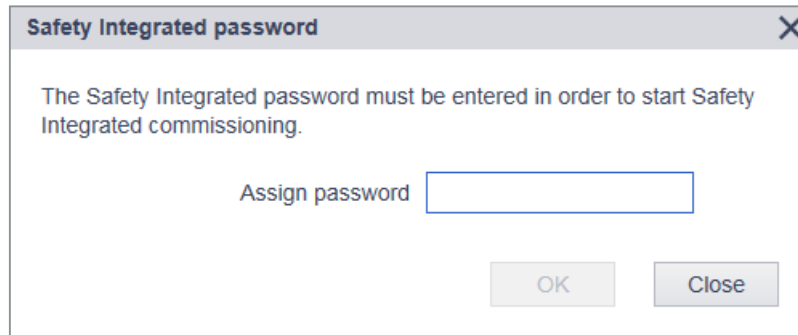 Safety Integrated password
The Safety Integrated password must be entered in order to start Safety
Integrated commissioning.
Assign password
OK
Close